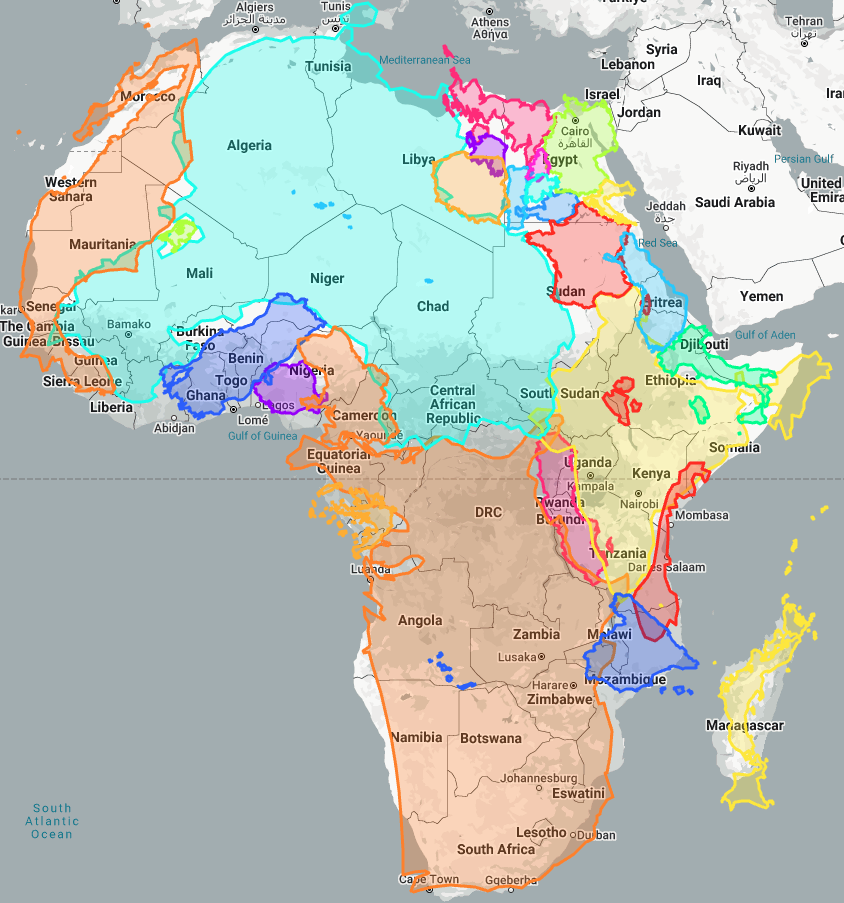 Algiers
مدينة الجزائر
Tunis
تونس
Athens
Αθήνα
Tehran
تهران
Syria
Lebanon
Iraq
Mediterranean Sea
Tunisia
Morocco
Israel
Jordan
Cairo
القاهرة
Kuwait
Algeria
Libya
Egypt
Riyadh
الرياض
Persian Gulf
Western
Sahara
United
Saudi Arabia
Jeddah
جدة
Red Sea
Mauritania
Mali
Niger
Chad
Sudan
Eritrea
Yemen
Senegal
The Gambia
Guinea-Bissau
Bamako
Burkina
Faso
Djibouti
Gulf of Aden
Guinea
Benin
Nigeria
Sierra Leone
Togo
Ghana
Central
African
Republic
South
Sudan
Ethiopia
Liberia
Lagos
Abidjan
Lomé
Cameroon
Gulf of Guinea
Yaoundé
Somalia
Equatorial
Guinea
Uganda
Kampala
Kenya
Nairobi
DRC
Rwanda
Burundi
Mombasa
Tanzania
Dar es Salaam
Luanda
Angola
Zambia
Malawi
Lusaka
Harare
Mozambique
Zimbabwe
Madagascar
Namibia
Botswana
Johannesburg
Eswatini
South
Atlantic
Ocean
Lesotho
Durban
South Africa
Cape Town
Gqeberha